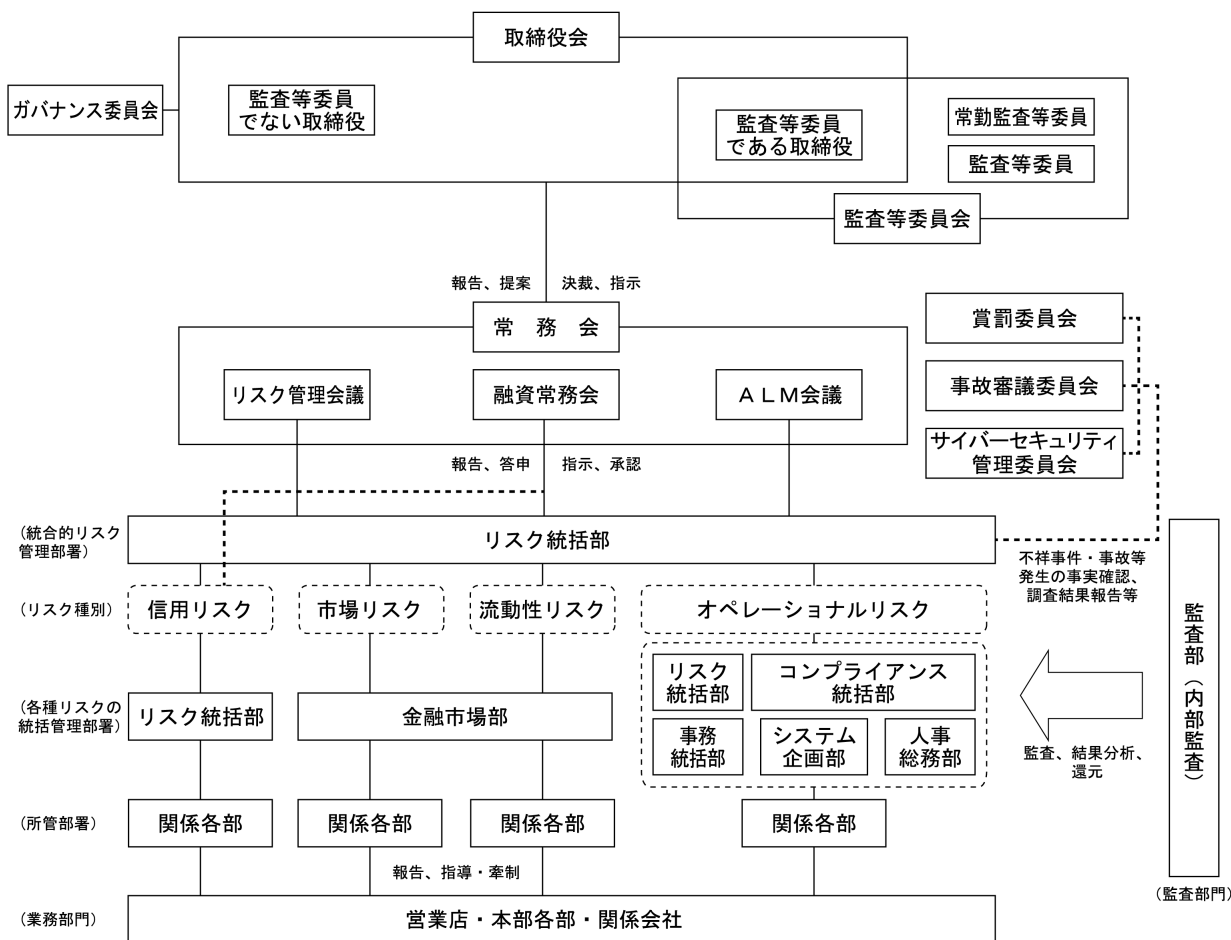 取締役会
ガバナンス委員会
監査等委員
でない取締役
監査等委員
である取締役
常勤監査等委員
監査等委員
監査等委員会
報告、提案
決裁、指示
常務会
賞罰委員会
リスク管理会議
融資常務会
ALM会議
事故審議委員会
サイバーセキュリティ
管理委員会
報告、答申
指示、承認
(統合的リスク
管理部署)
リスク統括部
不祥事件・事故等
発生の事実確認、
調査結果報告等
(リスク種別)
信用リスク
市場リスク
流動性リスク
オペレーショナルリスク
(各種リスクの
統括管理部署)
リスク統括部
金融市場部
リスク
統括部
コンプライアンス
統括部
事務
統括部
システム
企画部
人事
総務部
監査、結果分析、
還元
監査部(内部監査)
(監査部門)
(所管部署)
関係各部
関係各部
関係各部
関係各部
報告、指導・牽制
(業務部門)
営業店・本部各部・関係会社